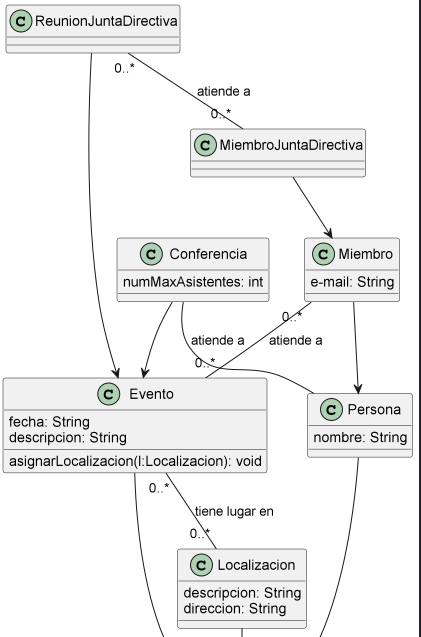 C ReunionJuntaDirectiva
0..*
atiende a
0..*
C MiembroJuntaDirectiva
C Conferencia
numMaxAsistentes: int
C Miembro
e-mail: String
0..*
atiende a
atiende a
0..*
C Evento
fecha: String
descripcion: String
asignarLocalizacion(l:Localizacion): void
C Persona
nombre: String
0..*
tiene lugar en
0..*
C Localizacion
descripcion: String
direccion: String